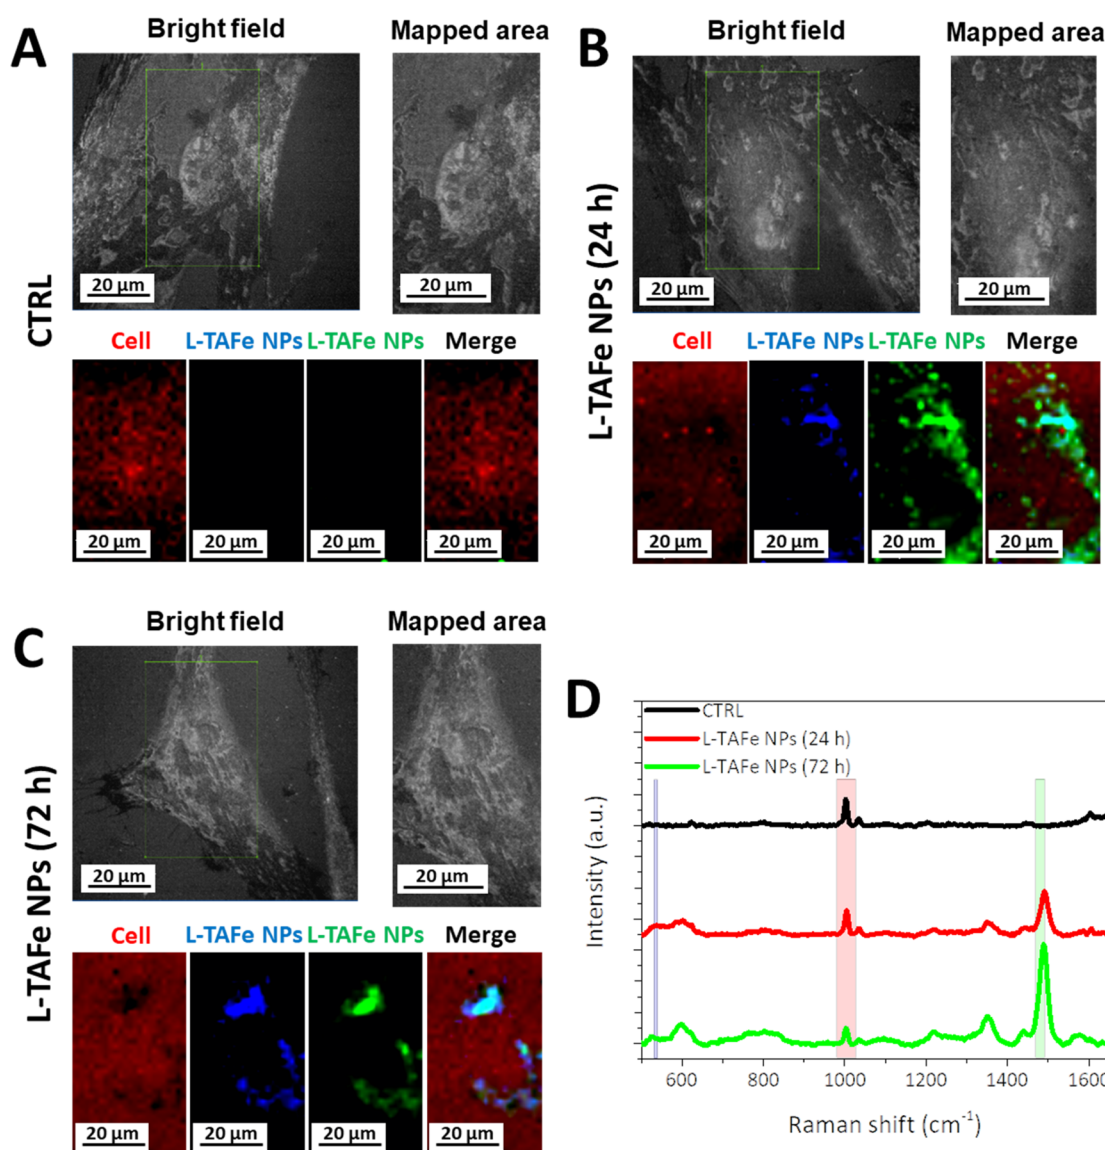 A
Bright field
Mapped area
CTRL
20 µm
20 µm
Cell
L-TAFe NPs
L-TAFe NPs
Merge
20 µm
20 µm
20 µm
20 µm
B
Bright field
Mapped area
L-TAFe NPs (24 h)
20 µm
20 µm
Cell
L-TAFe NPs
L-TAFe NPs
Merge
20 µm
20 µm
20 µm
20 µm
C
Bright field
Mapped area
L-TAFe NPs (72 h)
20 µm
20 µm
Cell
L-TAFe NPs
L-TAFe NPs
Merge
20 µm
20 µm
20 µm
20 µm
D
CTRL
L-TAFe NPs (24 h)
L-TAFe NPs (72 h)
Intensity (a.u.)
600 800 1000 1200 1400 1600
Raman shift (cm⁻¹)